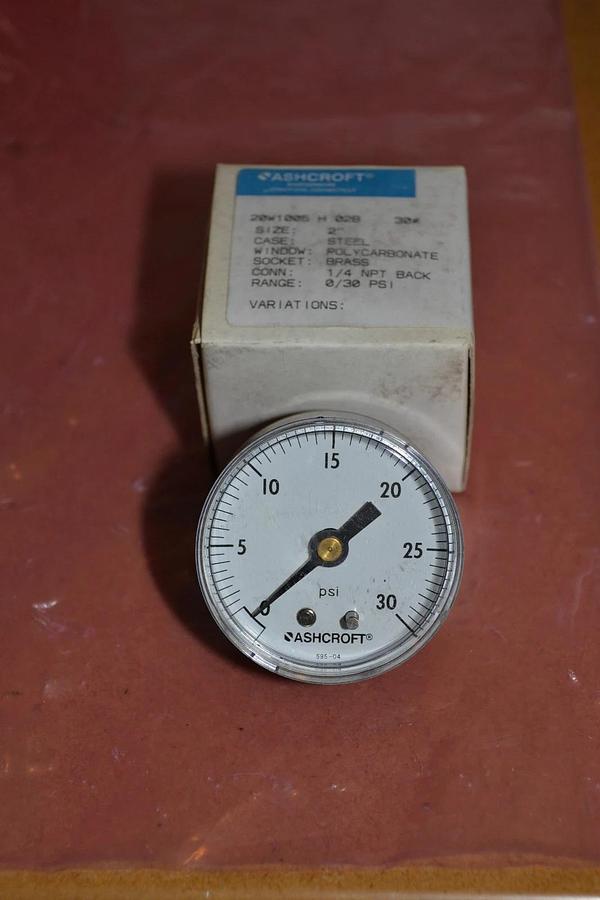 ASHCROFT®
20W1005 H 02B 30#
SIZE: 2"
CASE: STEEL
WINDOW: POLYCARBONATE
SOCKET: BRASS
CONN: 1/4 NPT BACK
RANGE: 0/30 PSI
VARIATIONS:
15
10 20
5 25
psi
0 30
ASHCROFT®
595-04